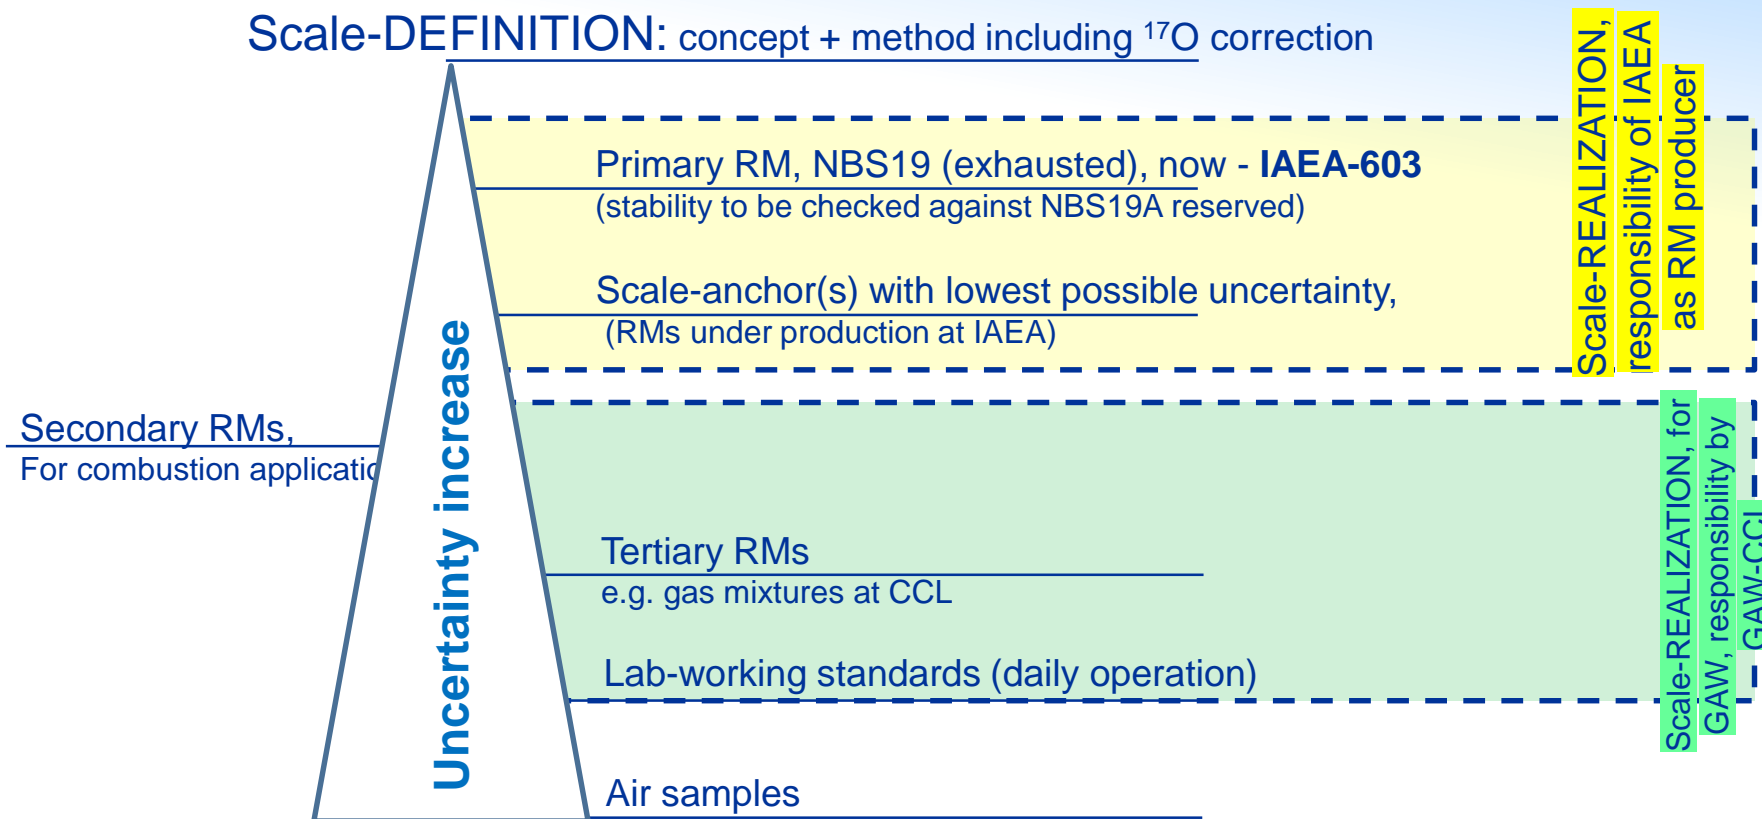 Scale-DEFINITION: concept + method including ¹⁷O correction
Primary RM, NBS19 (exhausted), now - IAEA-603
(stability to be checked against NBS19A reserved)
Scale-anchor(s) with lowest possible uncertainty,
(RMs under production at IAEA)
Secondary RMs,
For combustion applicatio
Uncertainty increase
Tertiary RMs
e.g. gas mixtures at CCL
Lab-working standards (daily operation)
Air samples
Scale-REALIZATION,
responsibility of IAEA
as RM producer
Scale-REALIZATION, for
GAW, responsibility by
GAW-CCL